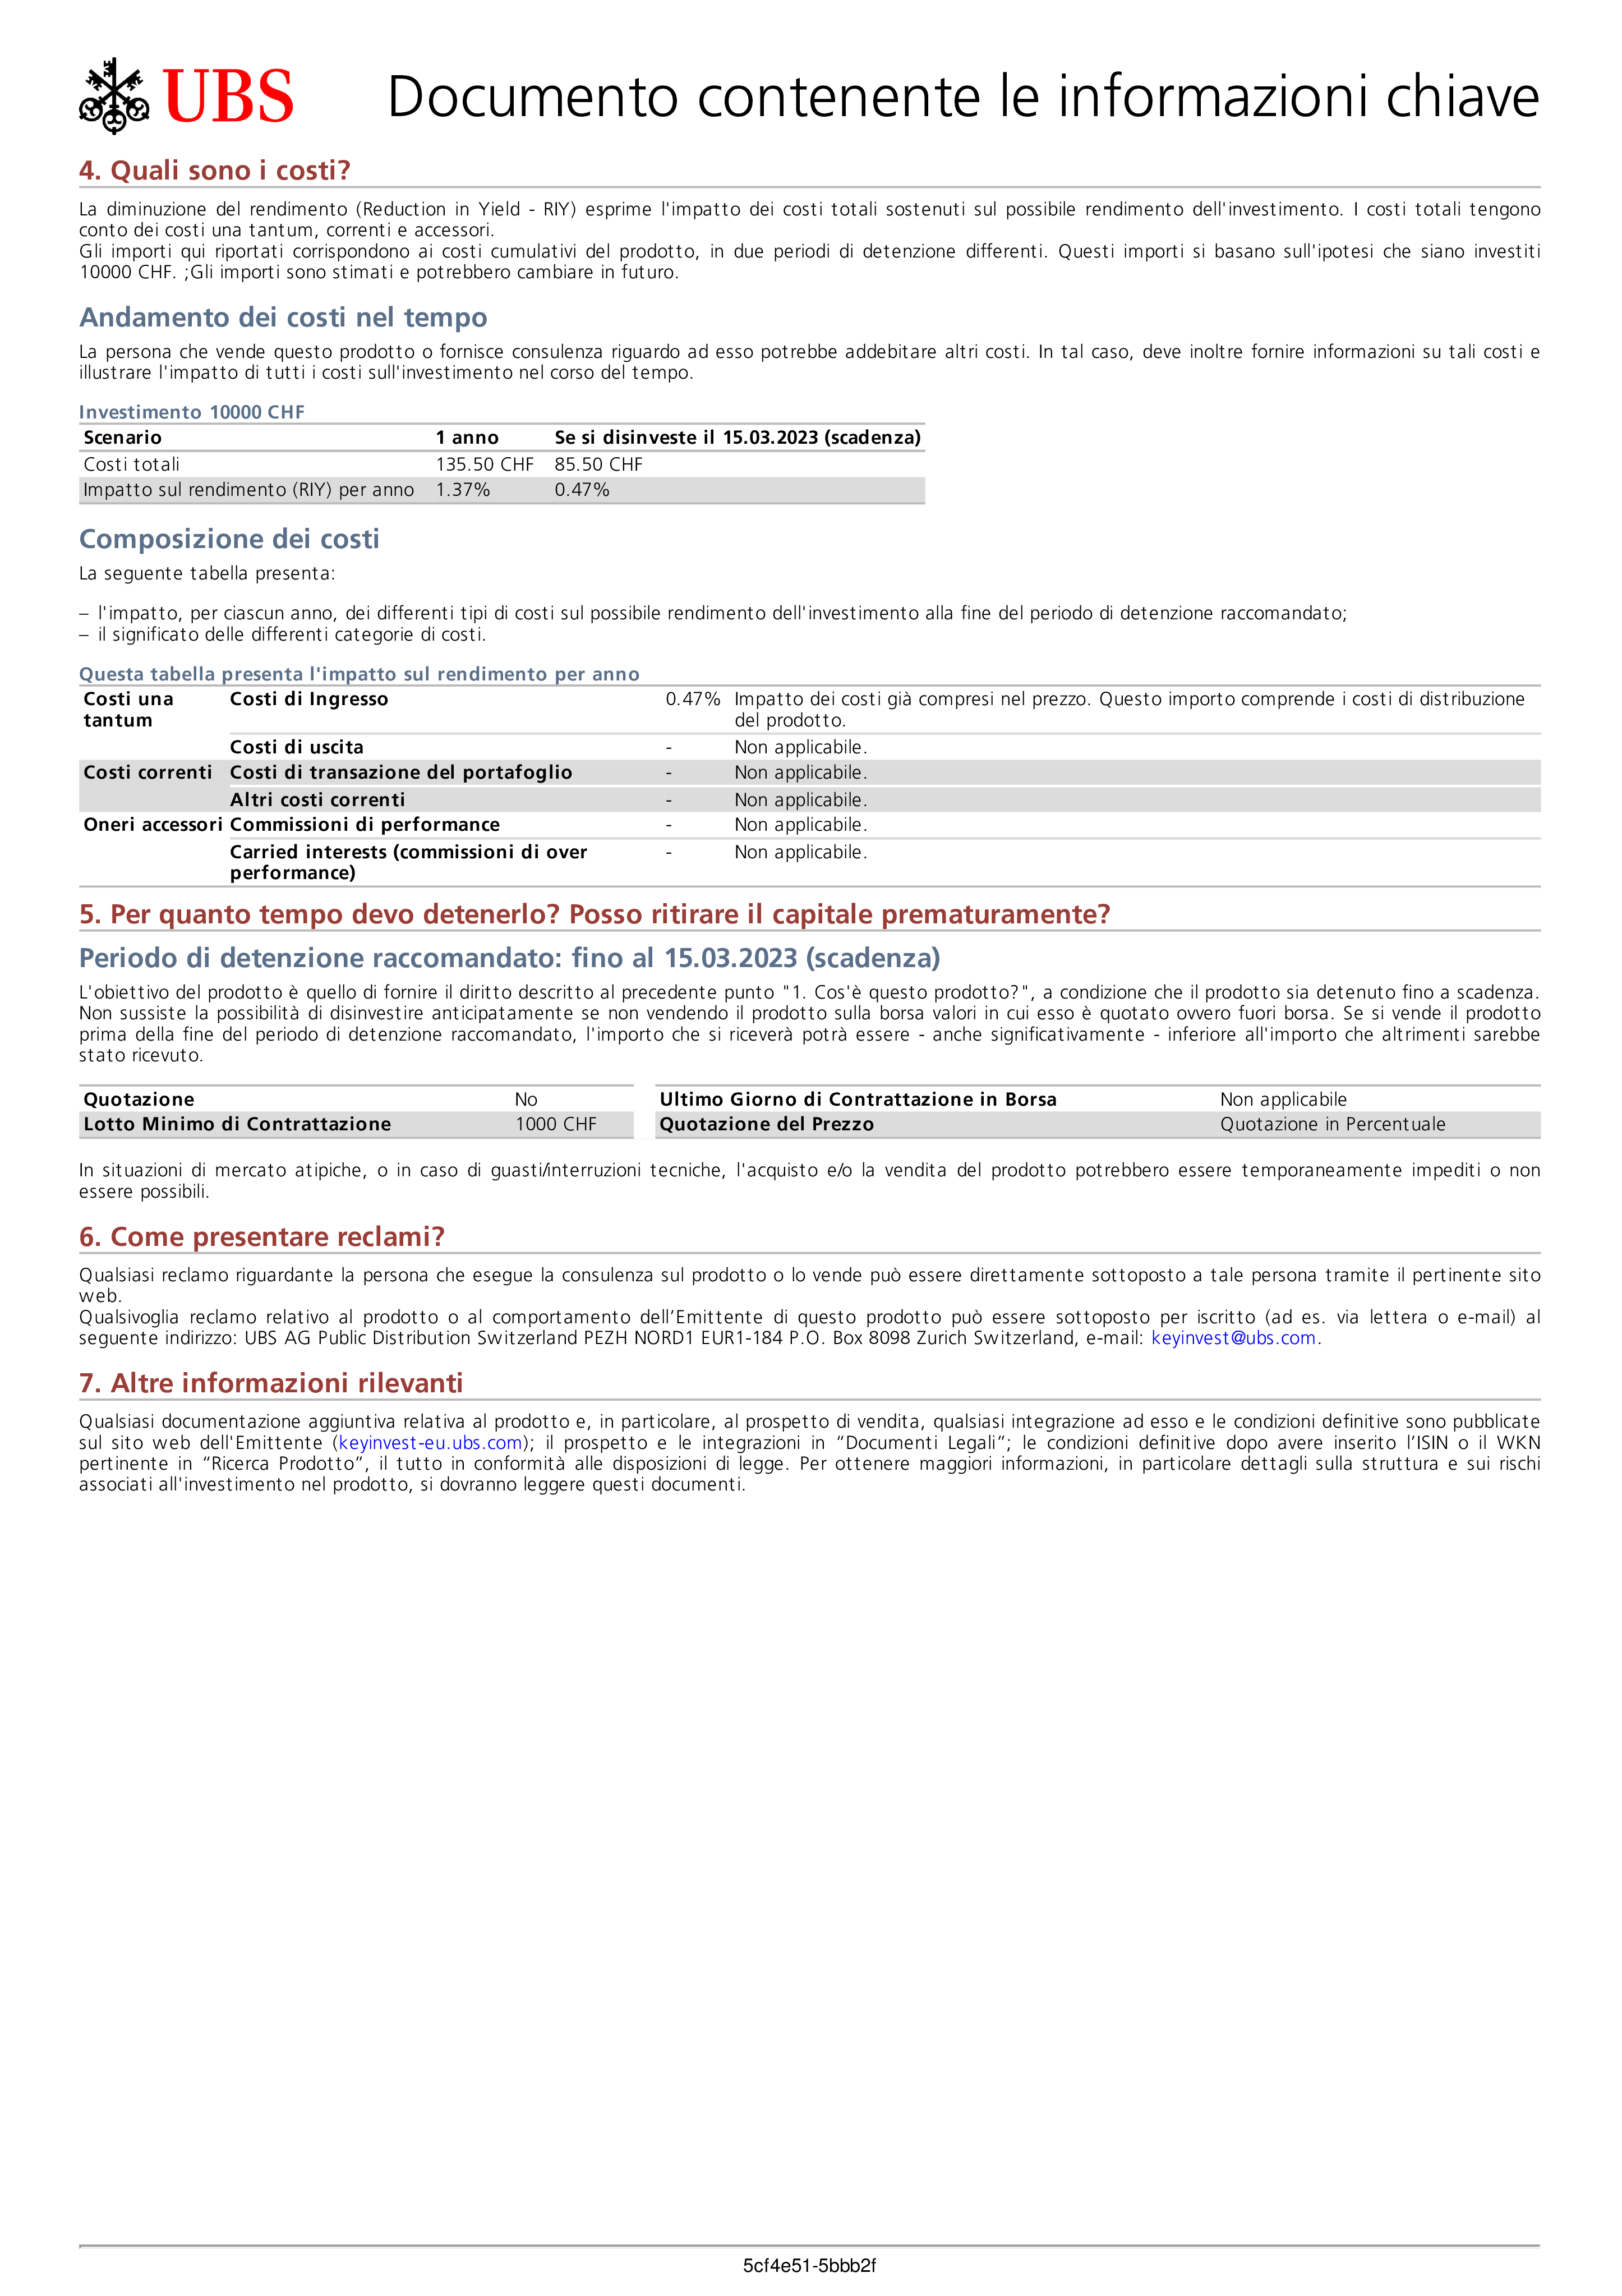 UBS
Documento contenente le informazioni chiave
4. Quali sono i costi?
La diminuzione del rendimento (Reduction in Yield - RIY) esprime l'impatto dei costi totali sostenuti sul possibile rendimento dell'investimento. I costi totali tengono
conto dei costi una tantum, correnti e accessori.
Gli importi qui riportati corrispondono ai costi cumulativi del prodotto, in due periodi di detenzione differenti. Questi importi si basano sull'ipotesi che siano investiti
10000 CHF. ;Gli importi sono stimati e potrebbero cambiare in futuro.
Andamento dei costi nel tempo
La persona che vende questo prodotto o fornisce consulenza riguardo ad esso potrebbe addebitare altri costi. In tal caso, deve inoltre fornire informazioni su tali costi e
illustrare l'impatto di tutti i costi sull'investimento nel corso del tempo.
Investimento 10000 CHF
Scenario 1 anno Se si disinveste il 15.03.2023 (scadenza)
Costi totali 135.50 CHF 85.50 CHF
Impatto sul rendimento (RIY) per anno 1.37% 0.47%
Composizione dei costi
La seguente tabella presenta:
– l'impatto, per ciascun anno, dei differenti tipi di costi sul possibile rendimento dell'investimento alla fine del periodo di detenzione raccomandato;
– il significato delle differenti categorie di costi.
Questa tabella presenta l'impatto sul rendimento per anno
Costi una Costi di Ingresso 0.47% Impatto dei costi già compresi nel prezzo. Questo importo comprende i costi di distribuzione
tantum del prodotto.
Costi di uscita - Non applicabile.
Costi correnti Costi di transazione del portafoglio - Non applicabile.
Altri costi correnti - Non applicabile.
Oneri accessori Commissioni di performance - Non applicabile.
Carried interests (commissioni di over - Non applicabile.
performance)
5. Per quanto tempo devo detenerlo? Posso ritirare il capitale prematuramente?
Periodo di detenzione raccomandato: fino al 15.03.2023 (scadenza)
L'obiettivo del prodotto è quello di fornire il diritto descritto al precedente punto "1. Cos'è questo prodotto?", a condizione che il prodotto sia detenuto fino a scadenza.
Non sussiste la possibilità di disinvestire anticipatamente se non vendendo il prodotto sulla borsa valori in cui esso è quotato ovvero fuori borsa. Se si vende il prodotto
prima della fine del periodo di detenzione raccomandato, l'importo che si riceverà potrà essere - anche significativamente - inferiore all'importo che altrimenti sarebbe
stato ricevuto.
Quotazione No Ultimo Giorno di Contrattazione in Borsa Non applicabile
Lotto Minimo di Contrattazione 1000 CHF Quotazione del Prezzo Quotazione in Percentuale
In situazioni di mercato atipiche, o in caso di guasti/interruzioni tecniche, l'acquisto e/o la vendita del prodotto potrebbero essere temporaneamente impediti o non
essere possibili.
6. Come presentare reclami?
Qualsiasi reclamo riguardante la persona che esegue la consulenza sul prodotto o lo vende può essere direttamente sottoposto a tale persona tramite il pertinente sito
web.
Qualsivoglia reclamo relativo al prodotto o al comportamento dell’Emittente di questo prodotto può essere sottoposto per iscritto (ad es. via lettera o e-mail) al
seguente indirizzo: UBS AG Public Distribution Switzerland PEZH NORD1 EUR1-184 P.O. Box 8098 Zurich Switzerland, e-mail: keyinvest@ubs.com.
7. Altre informazioni rilevanti
Qualsiasi documentazione aggiuntiva relativa al prodotto e, in particolare, al prospetto di vendita, qualsiasi integrazione ad esso e le condizioni definitive sono pubblicate
sul sito web dell'Emittente (keyinvest-eu.ubs.com); il prospetto e le integrazioni in “Documenti Legali”; le condizioni definitive dopo avere inserito l’ISIN o il WKN
pertinente in “Ricerca Prodotto”, il tutto in conformità alle disposizioni di legge. Per ottenere maggiori informazioni, in particolare dettagli sulla struttura e sui rischi
associati all'investimento nel prodotto, si dovranno leggere questi documenti.
5cf4e51-5bbb2f